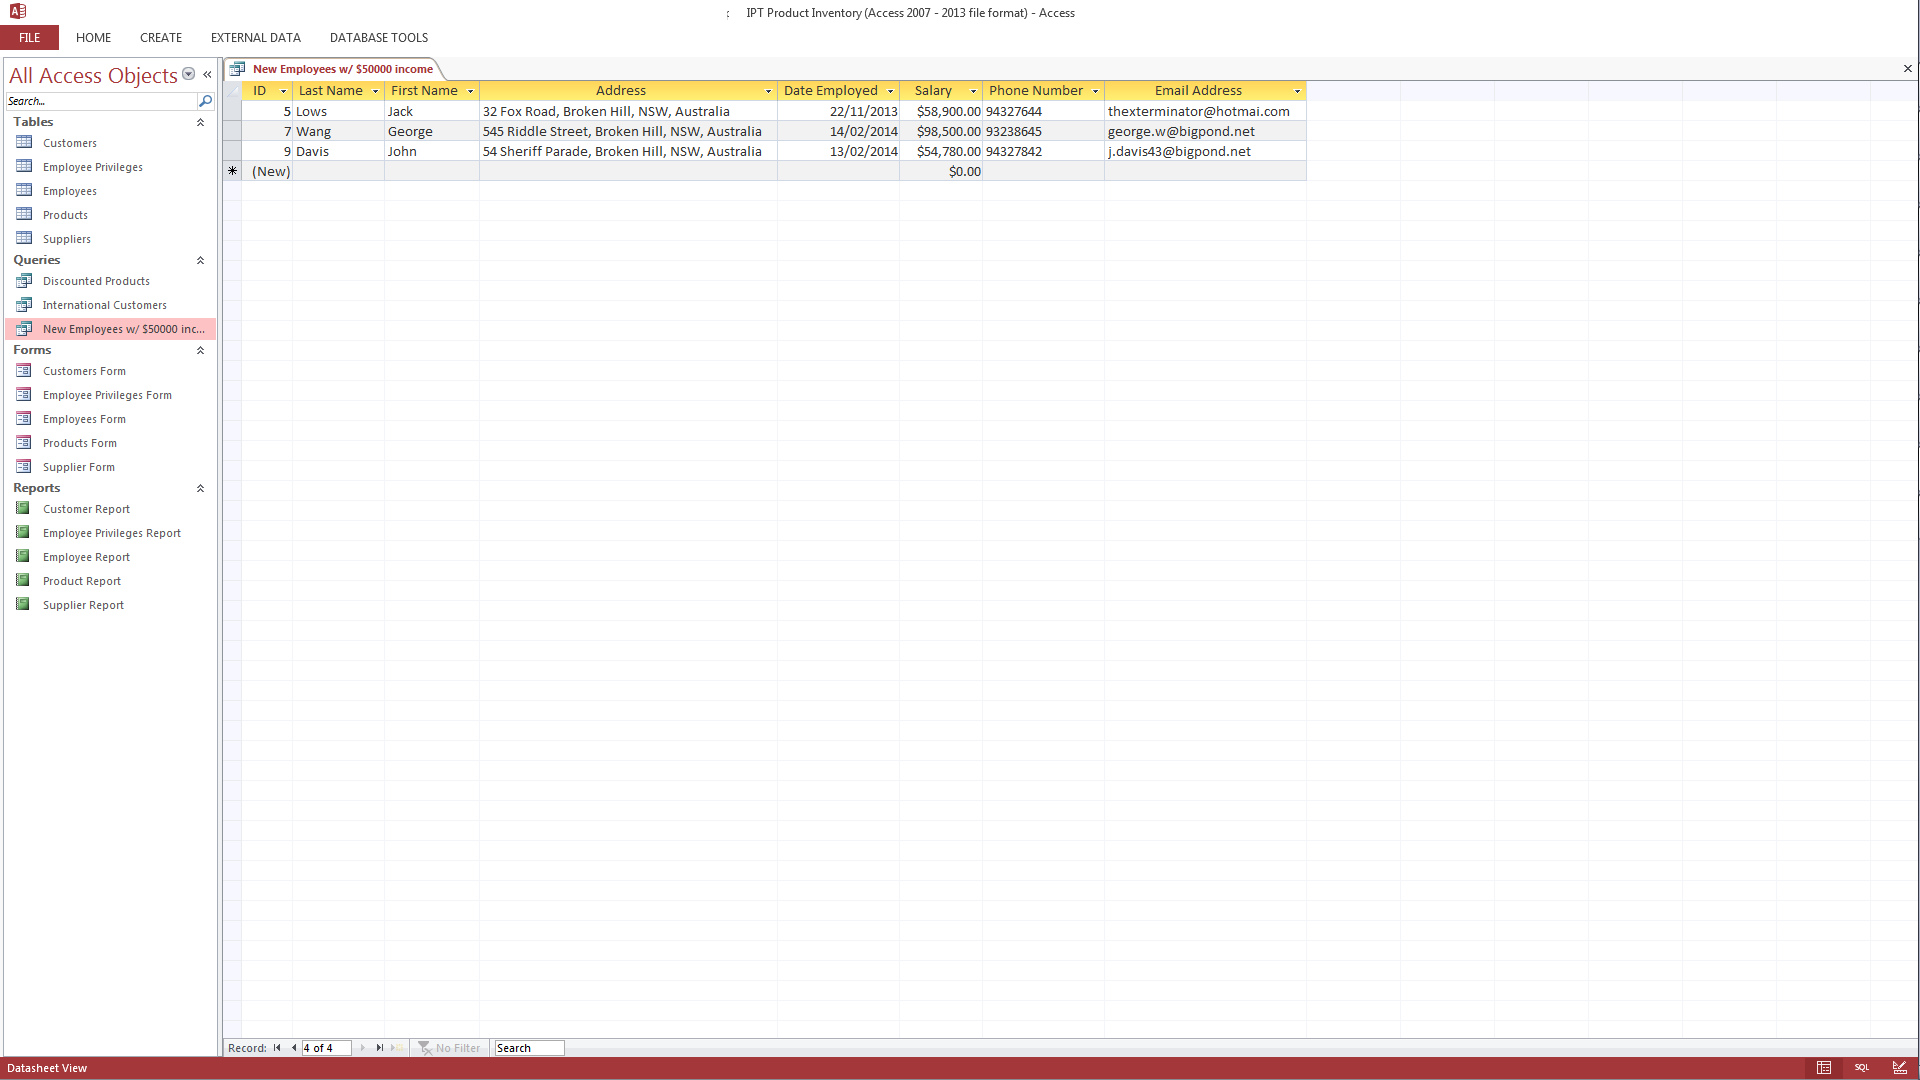 IPT Product Inventory (Access 2007 - 2013 file format) - Access
FILE HOME CREATE EXTERNAL DATA DATABASE TOOLS
All Access Objects
Search...
Tables
Customers
Employee Privileges
Employees
Products
Suppliers
Queries
Discounted Products
International Customers
New Employees w/ $50000 inc...
Forms
Customers Form
Employee Privileges Form
Employees Form
Products Form
Supplier Form
Reports
Customer Report
Employee Privileges Report
Employee Report
Product Report
Supplier Report
New Employees w/ $50000 income
ID Last Name First Name Address Date Employed Salary Phone Number Email Address
5 Lows Jack 32 Fox Road, Broken Hill, NSW, Australia 22/11/2013 $58,900.00 94327644 thexterminator@hotmai.com
7 Wang George 545 Riddle Street, Broken Hill, NSW, Australia 14/02/2014 $98,500.00 93238645 george.w@bigpond.net
9 Davis John 54 Sheriff Parade, Broken Hill, NSW, Australia 13/02/2014 $54,780.00 94327842 j.davis43@bigpond.net
(New) $0.00
Record: 4 of 4 No Filter Search
Datasheet View SQL